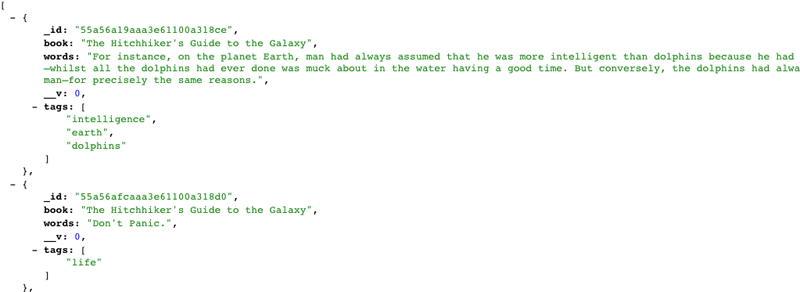 [
- {
_id: "55a56a19aaa3e61100a318ce",
book: "The Hitchhiker's Guide to the Galaxy",
words: "For instance, on the planet Earth, man had always assumed that he was more intelligent than dolphins because he had
—whilst all the dolphins had ever done was muck about in the water having a good time. But conversely, the dolphins had alwa
man—for precisely the same reasons.",
__v: 0,
- tags: [
"intelligence",
"earth",
"dolphins"
]
},
- {
_id: "55a56afcaaa3e61100a318d0",
book: "The Hitchhiker's Guide to the Galaxy",
words: "Don't Panic.",
__v: 0,
- tags: [
"life"
]
},